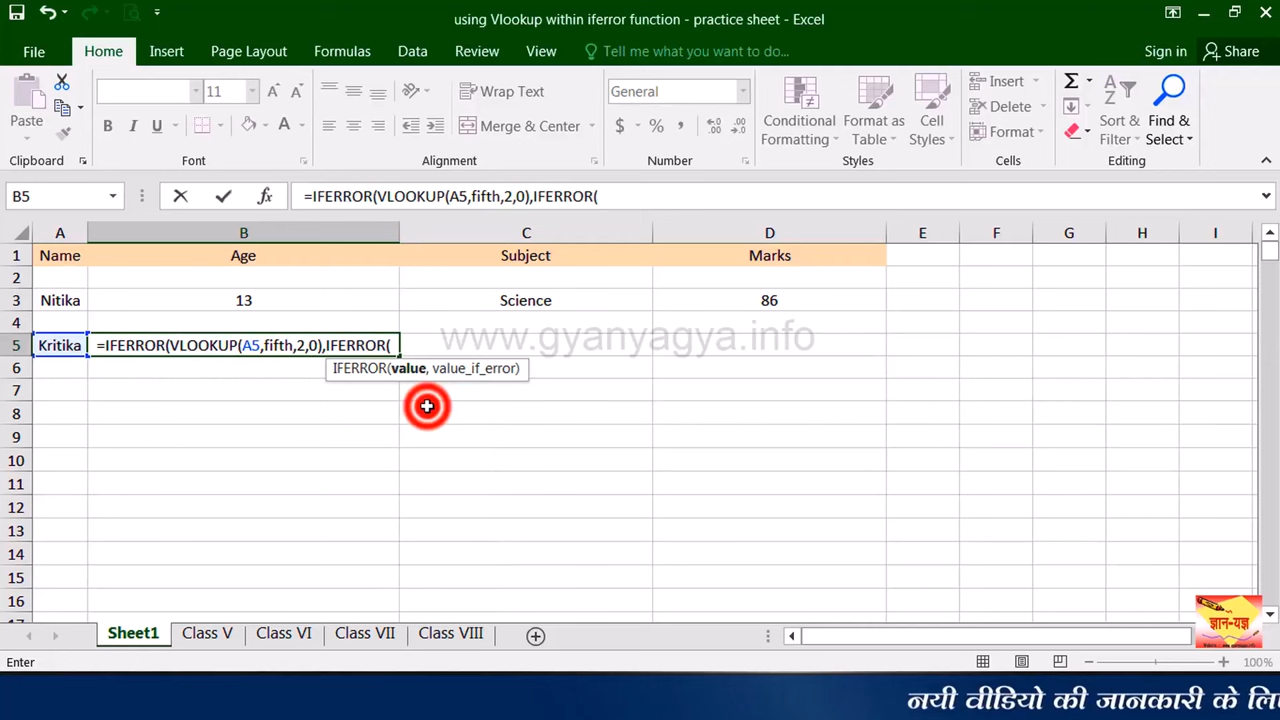 using Vlookup within iferror function - practice sheet - Excel
File Home Insert Page Layout Formulas Data Review View Tell me what you want to do... Sign in Share
Paste
Clipboard
11
B I U A
Font
Wrap Text
Merge & Center
Alignment
General
$ % ,
Number
Conditional Formatting
Format as Table
Cell Styles
Styles
Insert
Delete
Format
Cells
Sort & Filter
Find & Select
Editing
B5 fx =IFERROR(VLOOKUP(A5,fifth,2,0),IFERROR(
A B C D E F G H I
1 Name Age Subject Marks
2
3 Nitika 13 Science 86
4
www.gyanyagya.info
5 Kritika =IFERROR(VLOOKUP(A5,fifth,2,0),IFERROR(
6 IFERROR(value, value_if_error)
7
8
9
10
11
12
13
14
15
16
ज्ञान-यज्ञ
Sheet1 Class V Class VI Class VII Class VIII
Enter 100%
नयी वीडियो की जानकारी के लि